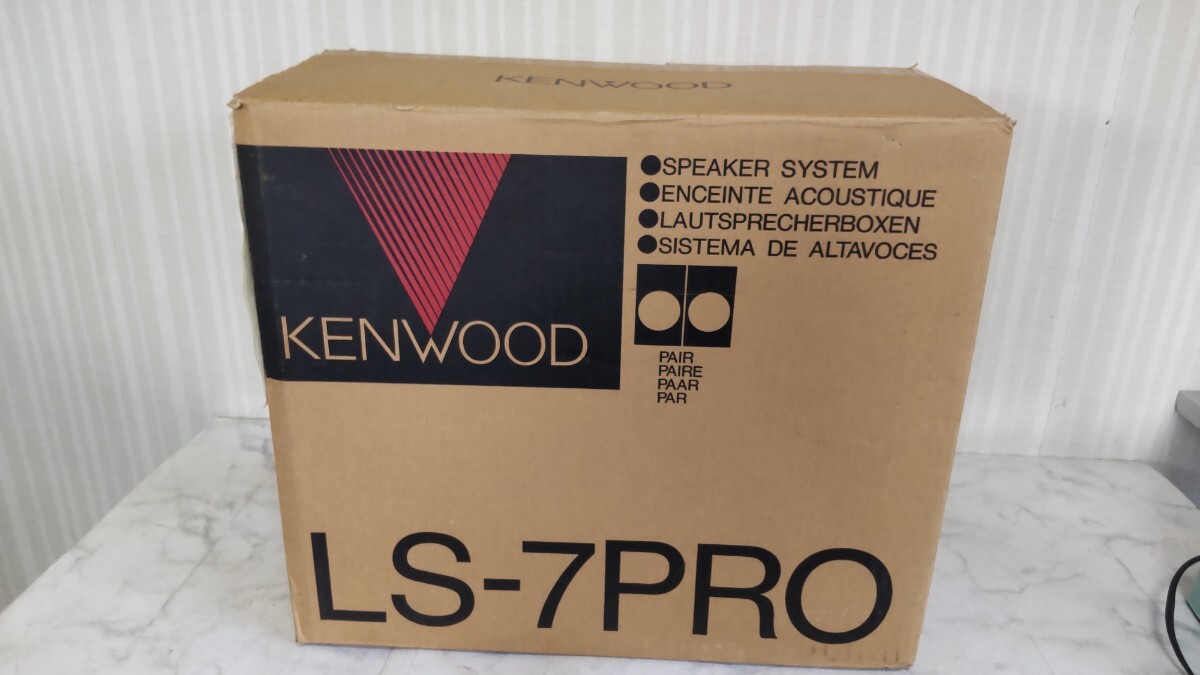 KENWOOD
●SPEAKER SYSTEM
●ENCEINTE ACOUSTIQUE
●LAUTSPRECHERBOXEN
●SISTEMA DE ALTAVOCES
KENWOOD
PAIR
PAIRE
PAAR
PAR
LS-7PRO